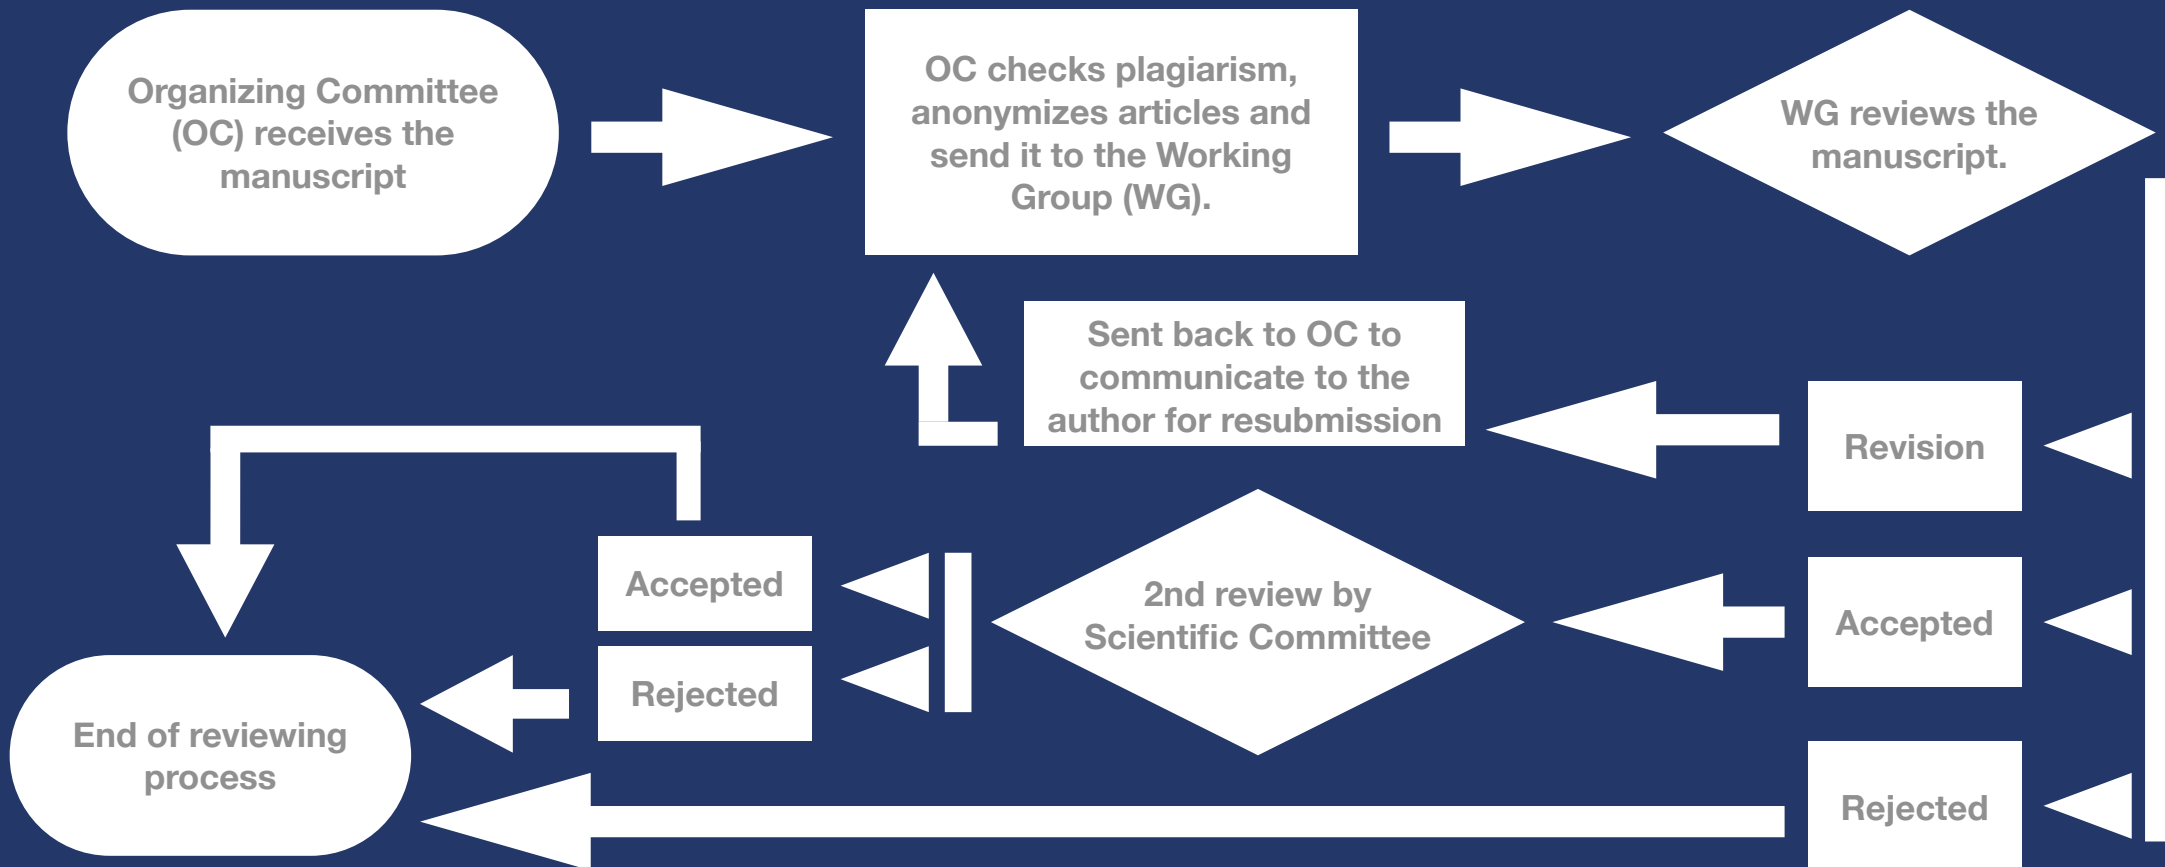 Organizing Committee
(OC) receives the
manuscript
OC checks plagiarism,
anonymizes articles and
send it to the Working
Group (WG).
WG reviews the
manuscript.
Sent back to OC to
communicate to the
author for resubmission
Revision
Accepted
2nd review by
Scientific Committee
Accepted
Rejected
End of reviewing
process
Rejected